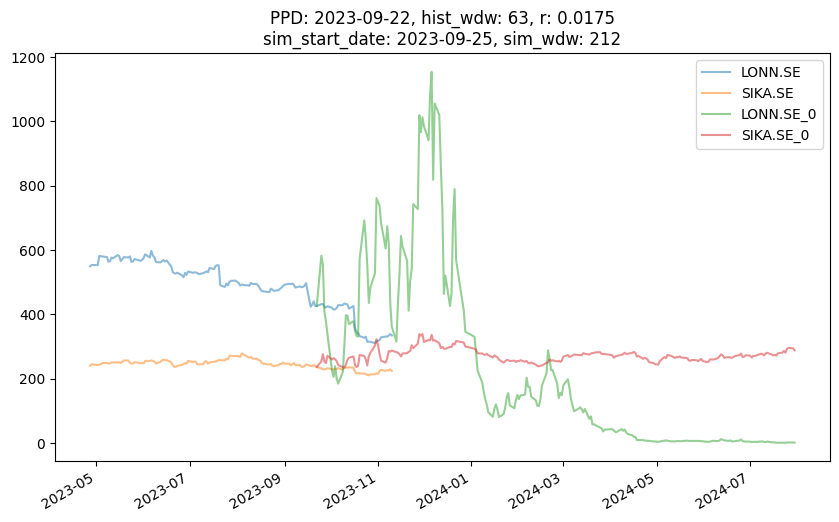 PPD: 2023-09-22, hist_wdw: 63, r: 0.0175
sim_start_date: 2023-09-25, sim_wdw: 212
LONN.SE
SIKA.SE
LONN.SE_0
SIKA.SE_0
1200
1000
800
600
400
200
0
2023-05
2023-07
2023-09
2023-11
2024-01
2024-03
2024-05
2024-07